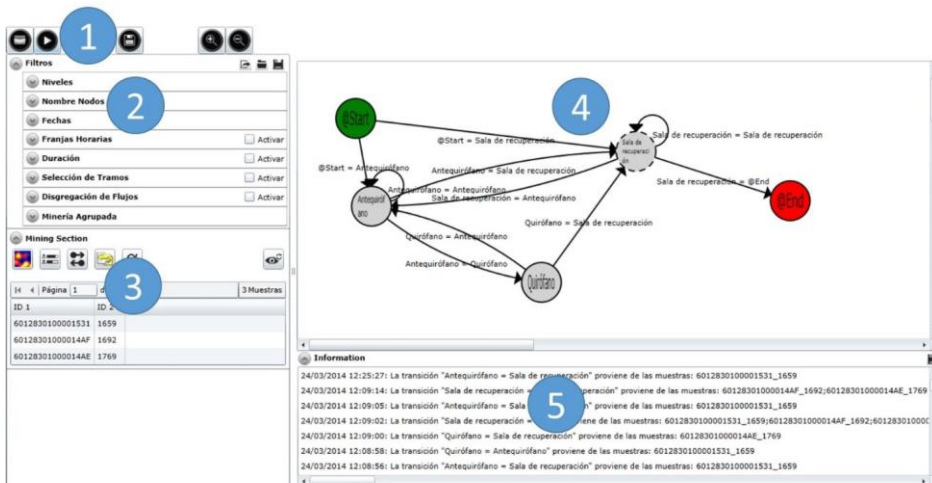 1
Filtros
Niveles
Nombre Nodos
2
Fechas
Franjas Horarias Activar
Duración Activar
Selección de Tramos Activar
Disgregación de Flujos Activar
Minería Agrupada
Mining Section
3
Página 1 3 Muestras
ID 1 ID
6012830100001531 1659
60128301000014AF 1692
60128301000014AE 1769
4
@Start
@Start = Sala de recuperación
Sala de recuperación
Sala de recuperación = Sala de recuperación
@Start = Antequirófano
Antequirófano = Sala de recuperación
Antequirófano = Antequirófano
Sala de recuperación = Antequirófano
Sala de recuperación = @End
@End
Antequirófano
Quirófano = Sala de recuperación
Quirófano = Antequirófano
Antequirófano = Quirófano
Quirófano
Information
5
24/03/2014 12:25:27: La transición "Antequirófano = Sala de recuperación" proviene de las muestras: 6012830100001531_1659
24/03/2014 12:09:14: La transición "Sala de recuperación = recuperación" proviene de las muestras: 60128301000014AF_1692;60128301000014AE_1769
24/03/2014 12:09:05: La transición "Antequirófano = Sala proviene de las muestras: 6012830100001531_1659
24/03/2014 12:09:02: La transición "Sala de recuperación = de las muestras: 6012830100001531_1659;60128301000014AF_1692;6012830100
24/03/2014 12:09:00: La transición "Quirófano = Sala de recuperación" proviene de las muestras: 60128301000014AE_1769
24/03/2014 12:08:58: La transición "Quirófano = Antequirófano" proviene de las muestras: 6012830100001531_1659
24/03/2014 12:08:56: La transición "Antequirófano = Sala de recuperación" proviene de las muestras: 6012830100001531_1659